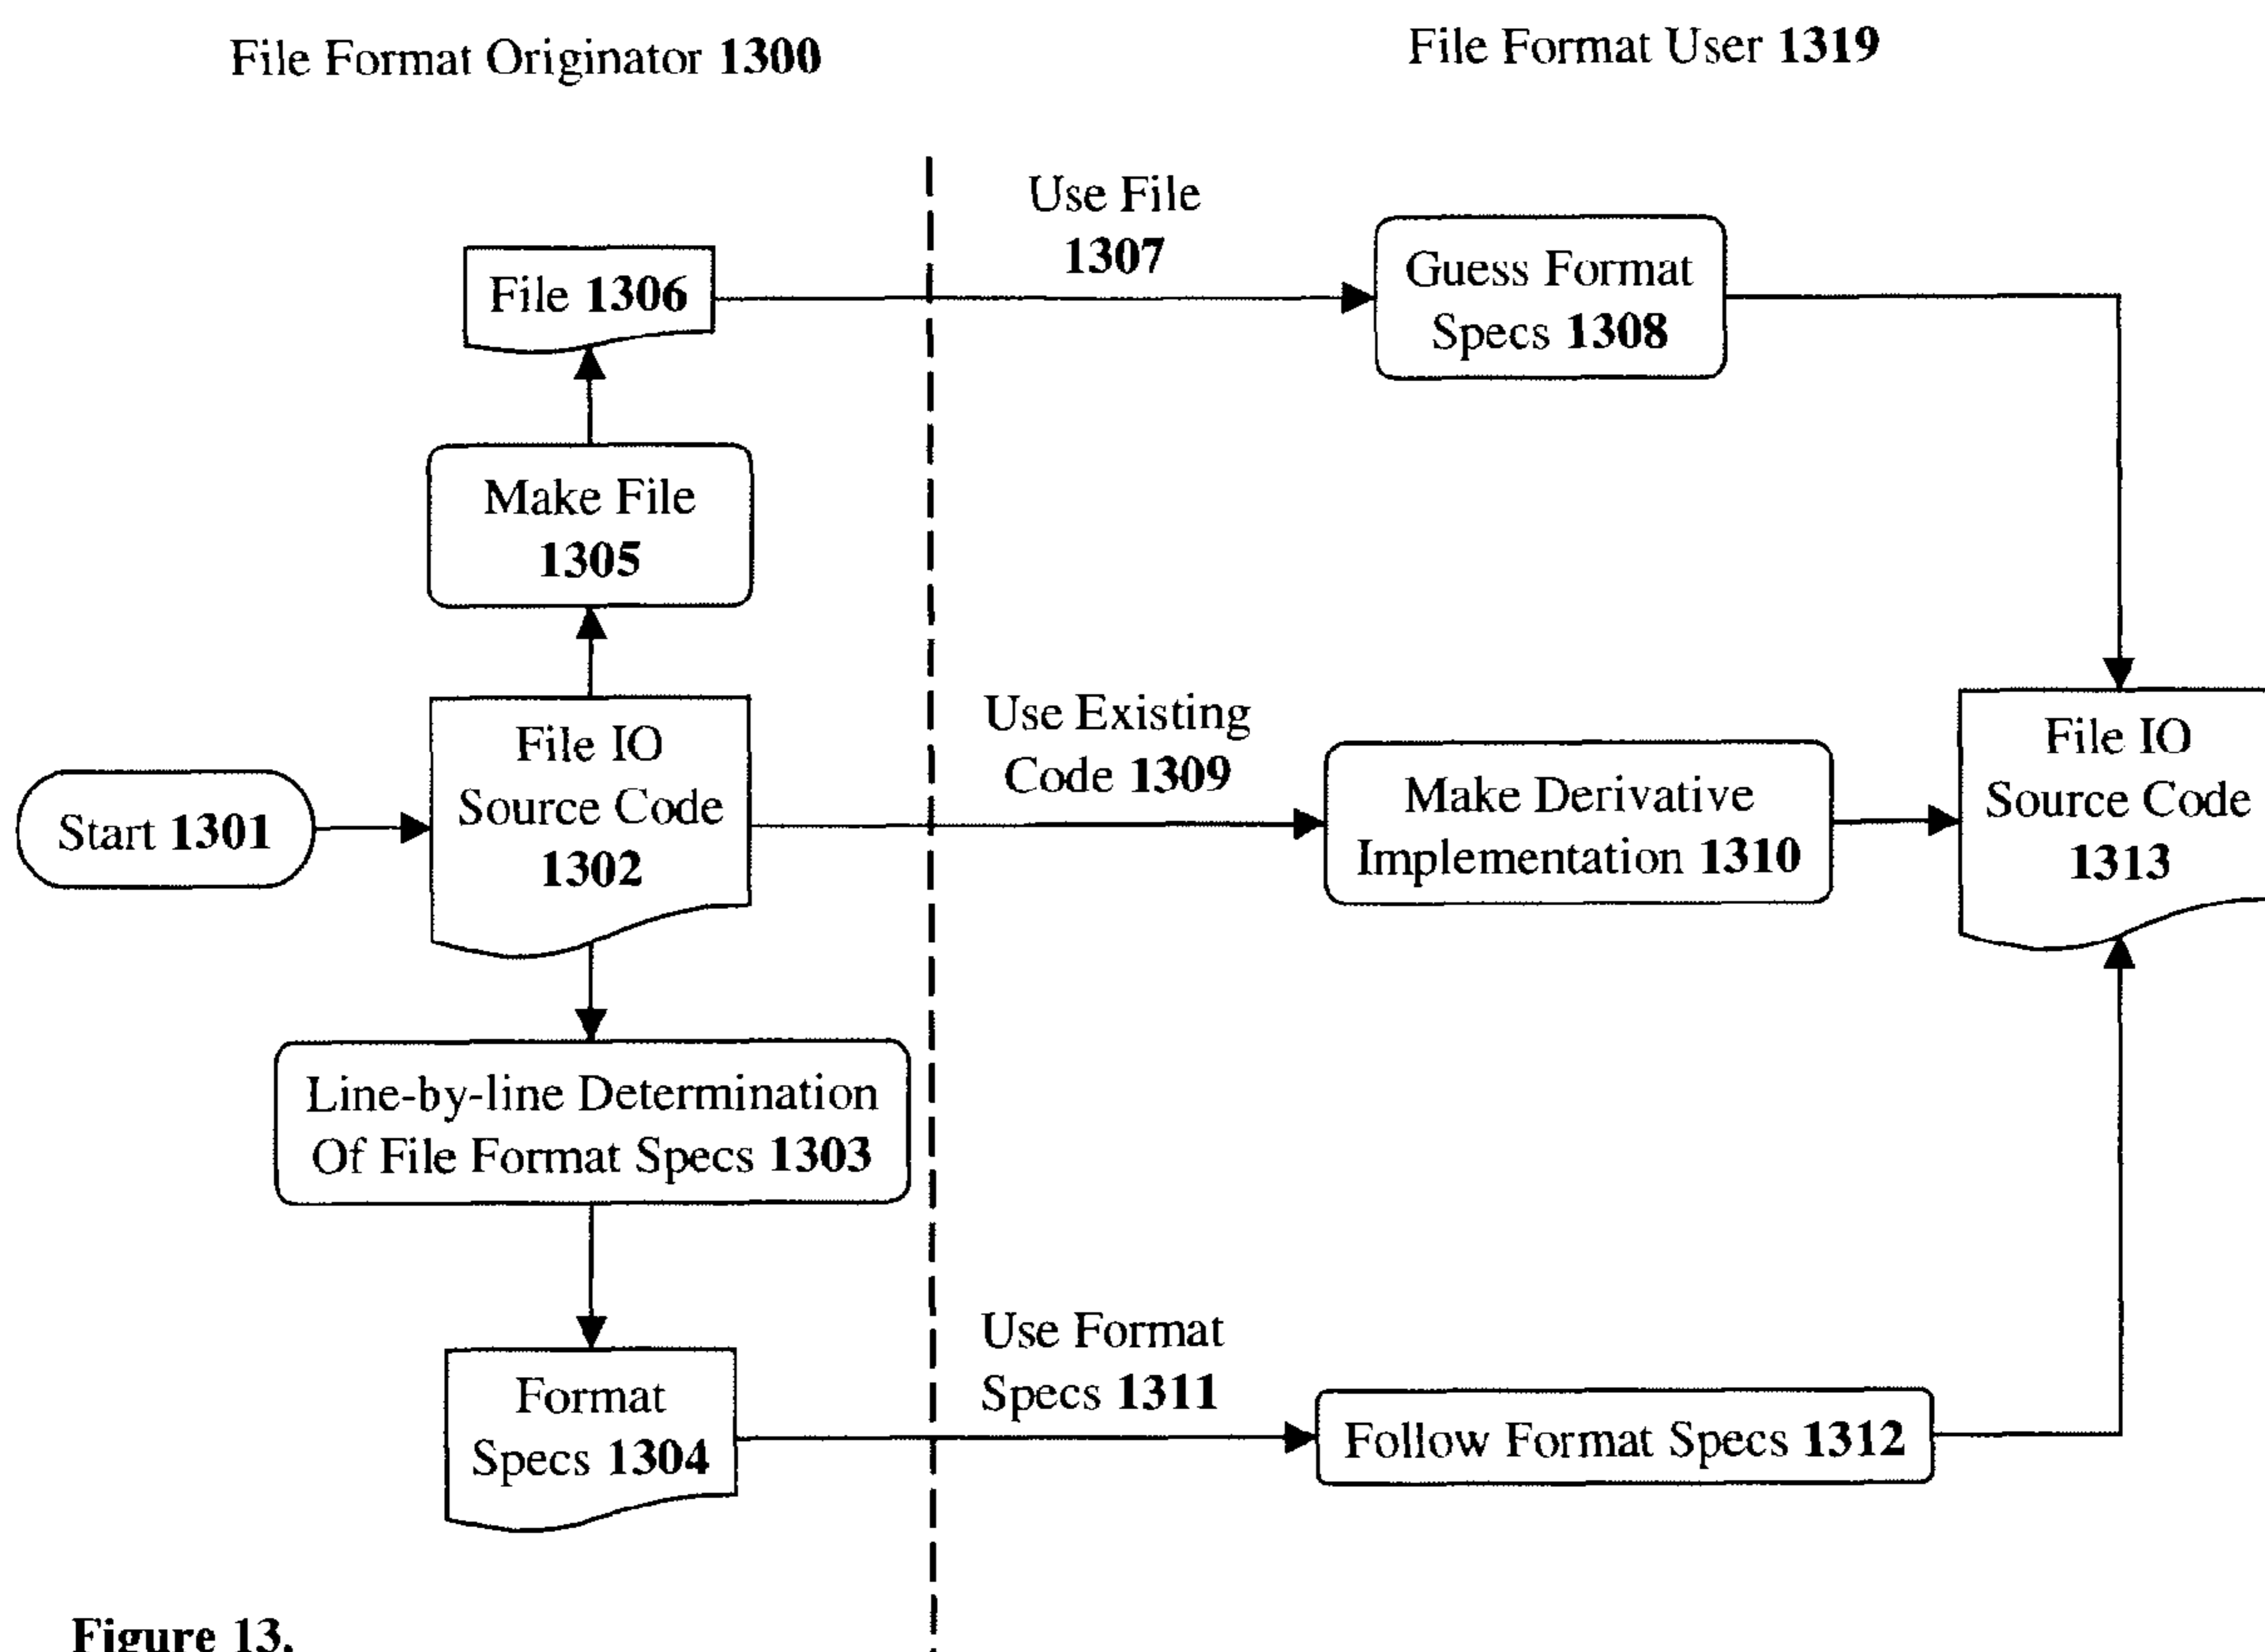 File Format Originator 1300
File Format User 1319
Use File
1307
File 1306
Guess Format
Specs 1308
Make File
1305
Use Existing
Code 1309
File IO
Source Code
1302
Start 1301
Make Derivative
Implementation 1310
File IO
Source Code
1313
Line-by-line Determination
Of File Format Specs 1303
Use Format
Specs 1311
Format
Specs 1304
Follow Format Specs 1312
Figure 13.